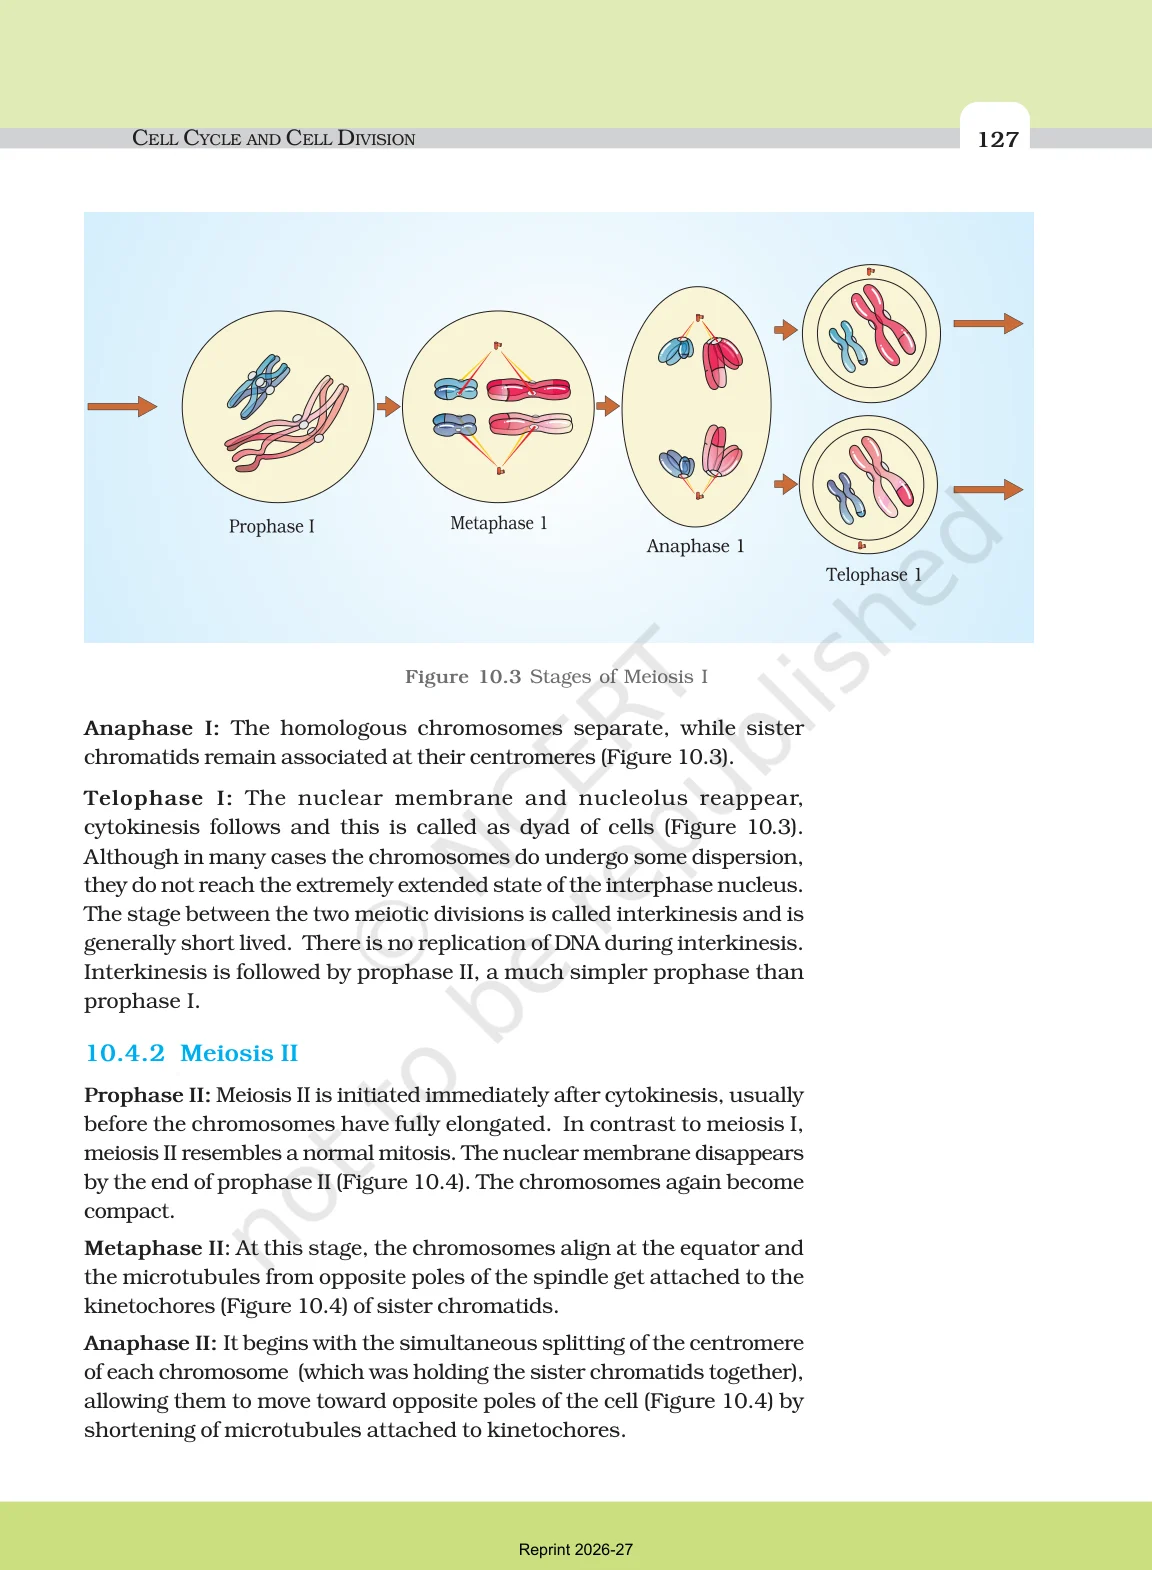 CELL CYCLE AND CELL DIVISION
127
Prophase I
Metaphase 1
Anaphase 1
Telophase 1
Figure 10.3 Stages of Meiosis I
Anaphase I: The homologous chromosomes separate, while sister
chromatids remain associated at their centromeres (Figure 10.3).
Telophase I: The nuclear membrane and nucleolus reappear,
cytokinesis follows and this is called as dyad of cells (Figure 10.3).
Although in many cases the chromosomes do undergo some dispersion,
they do not reach the extremely extended state of the interphase nucleus.
The stage between the two meiotic divisions is called interkinesis and is
generally short lived. There is no replication of DNA during interkinesis.
Interkinesis is followed by prophase II, a much simpler prophase than
prophase I.
10.4.2 Meiosis II
Prophase II: Meiosis II is initiated immediately after cytokinesis, usually
before the chromosomes have fully elongated. In contrast to meiosis I,
meiosis II resembles a normal mitosis. The nuclear membrane disappears
by the end of prophase II (Figure 10.4). The chromosomes again become
compact.
Metaphase II: At this stage, the chromosomes align at the equator and
the microtubules from opposite poles of the spindle get attached to the
kinetochores (Figure 10.4) of sister chromatids.
Anaphase II: It begins with the simultaneous splitting of the centromere
of each chromosome (which was holding the sister chromatids together),
allowing them to move toward opposite poles of the cell (Figure 10.4) by
shortening of microtubules attached to kinetochores.
© NCERT
not to be republished
Reprint 2026-27